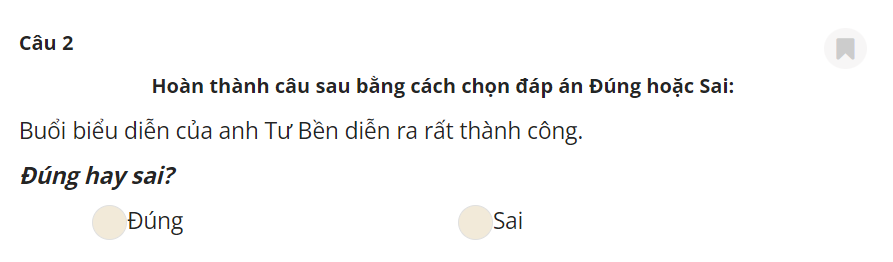 Câu 2
Hoàn thành câu sau bằng cách chọn đáp án Đúng hoặc Sai:
Buổi biểu diễn của anh Tư Bền diễn ra rất thành công.
Đúng hay sai?
Đúng Sai